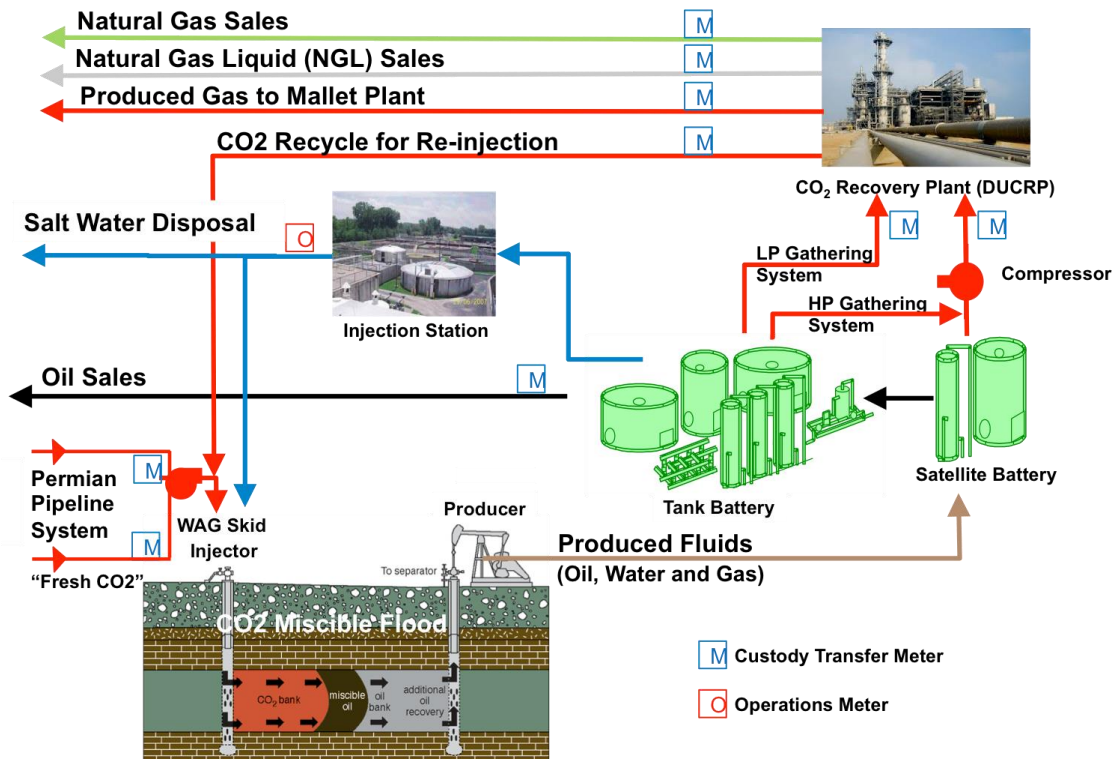 Natural Gas Sales
M
Natural Gas Liquid (NGL) Sales
M
Produced Gas to Mallet Plant
M
CO2 Recycle for Re-injection
M
CO₂ Recovery Plant (DUCRP)
Salt Water Disposal
O
M
M
LP Gathering
System
Compressor
HP Gathering
System
Injection Station
Oil Sales
M
Permian
Pipeline
System
M
M
"Fresh CO2"
WAG Skid
Injector
Tank Battery
Satellite Battery
Producer
To separator
Produced Fluids
(Oil, Water and Gas)
CO2 Miscible Flood
CO₂ bank
miscible
oil
oil
bank
additional
oil
recovery
M Custody Transfer Meter
O Operations Meter